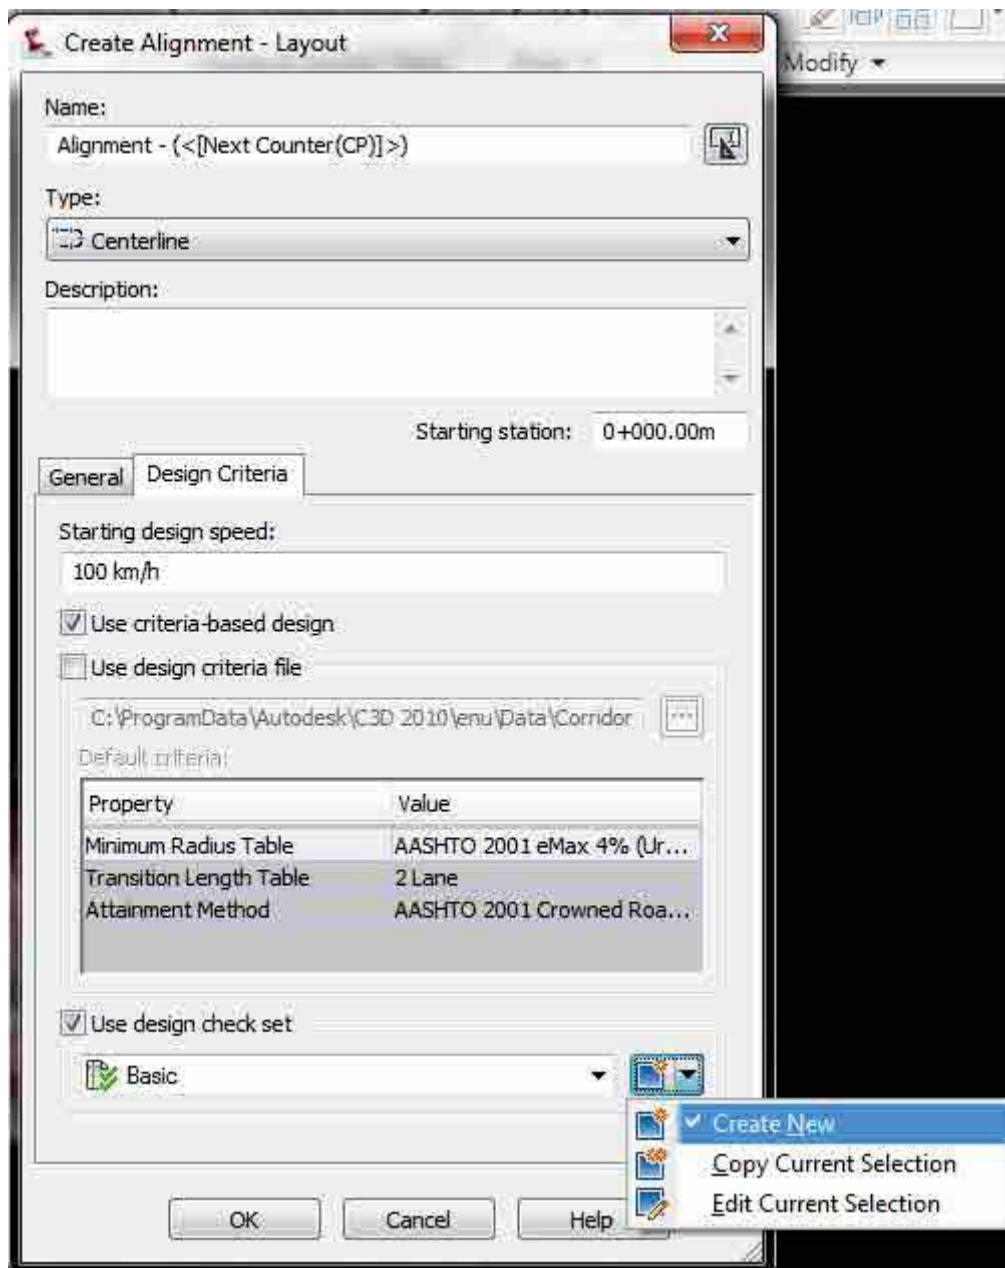 Create Alignment - Layout
Modify
Name:
Alignment - (<[Next Counter(CP)]>)
Type:
Centerline
Description:
Starting station: 0+000.00m
General Design Criteria
Starting design speed:
100 km/h
Use criteria-based design
Use design criteria file
C:\ProgramData\Autodesk\C3D 2010\enu\Data\Corridor
Default criteria:
Property Value
Minimum Radius Table AASHTO 2001 eMax 4% (Ur...
Transition Length Table 2 Lane
Attainment Method AASHTO 2001 Crowned Roa...
Use design check set
Basic
Create New
Copy Current Selection
Edit Current Selection
OK Cancel Help